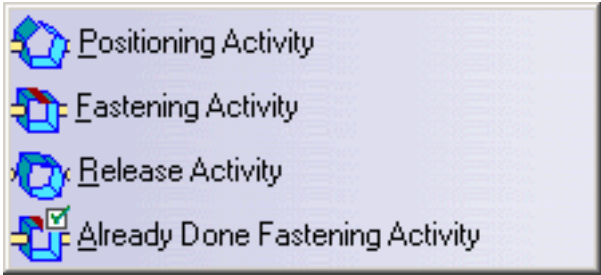 Positioning Activity
Fastening Activity
Release Activity
Already Done Fastening Activity